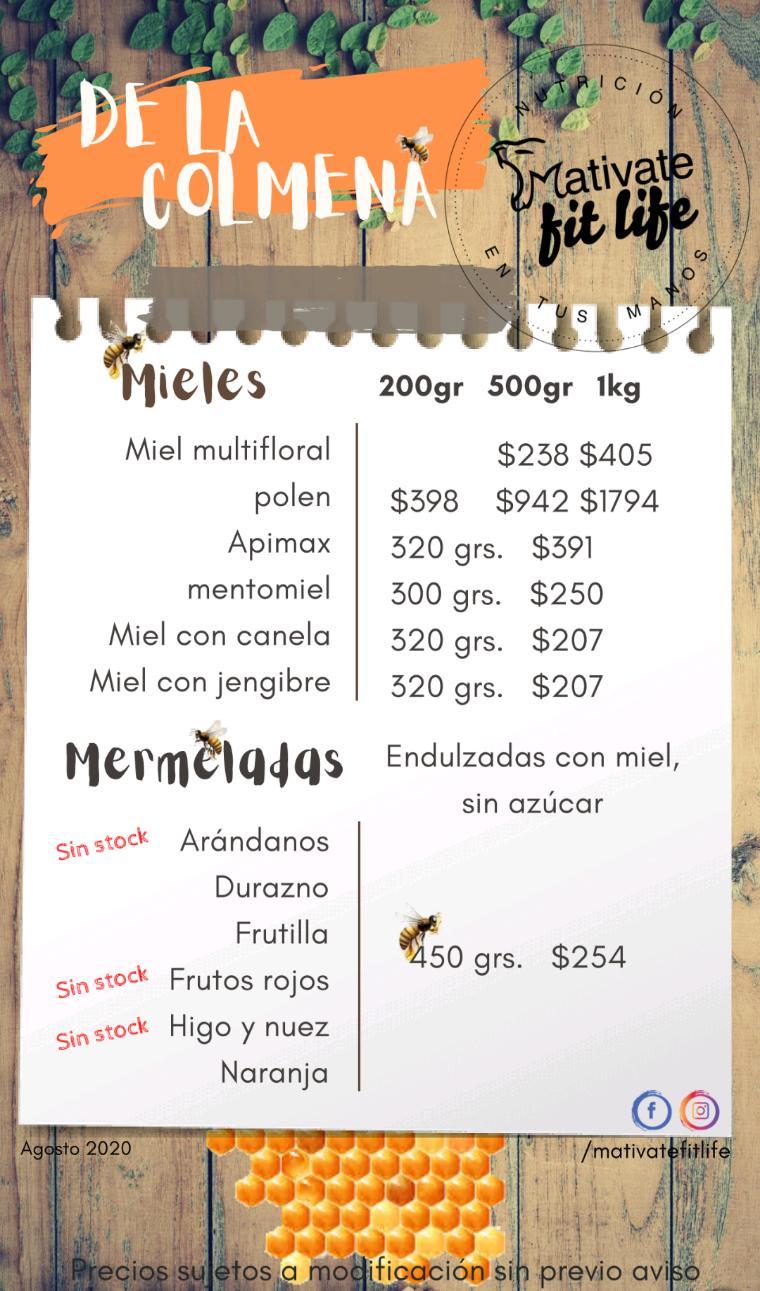 DE LA
COLMENA
NUTRICIÓN
Mativate
fit life
EN TUS MANOS
Mieles 200gr 500gr 1kg
Miel multifloral $238 $405
polen $398 $942 $1794
Apimax 320 grs. $391
mentomiel 300 grs. $250
Miel con canela 320 grs. $207
Miel con jengibre 320 grs. $207
Mermeladas Endulzadas con miel,
sin azúcar
Sin stock Arándanos
Durazno
Frutilla
450 grs. $254
Sin stock Frutos rojos
Sin stock Higo y nuez
Naranja
Agosto 2020 /mativatefitlife
Precios sujetos a modificación sin previo aviso